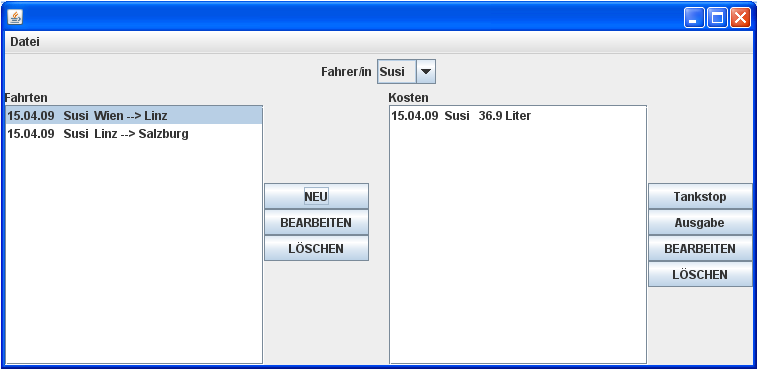 Datei
Fahrer/in Susi
Fahrten
15.04.09 Susi Wien --> Linz
15.04.09 Susi Linz --> Salzburg
NEU
BEARBEITEN
LÖSCHEN
Kosten
15.04.09 Susi 36.9 Liter
Tankstop
Ausgabe
BEARBEITEN
LÖSCHEN